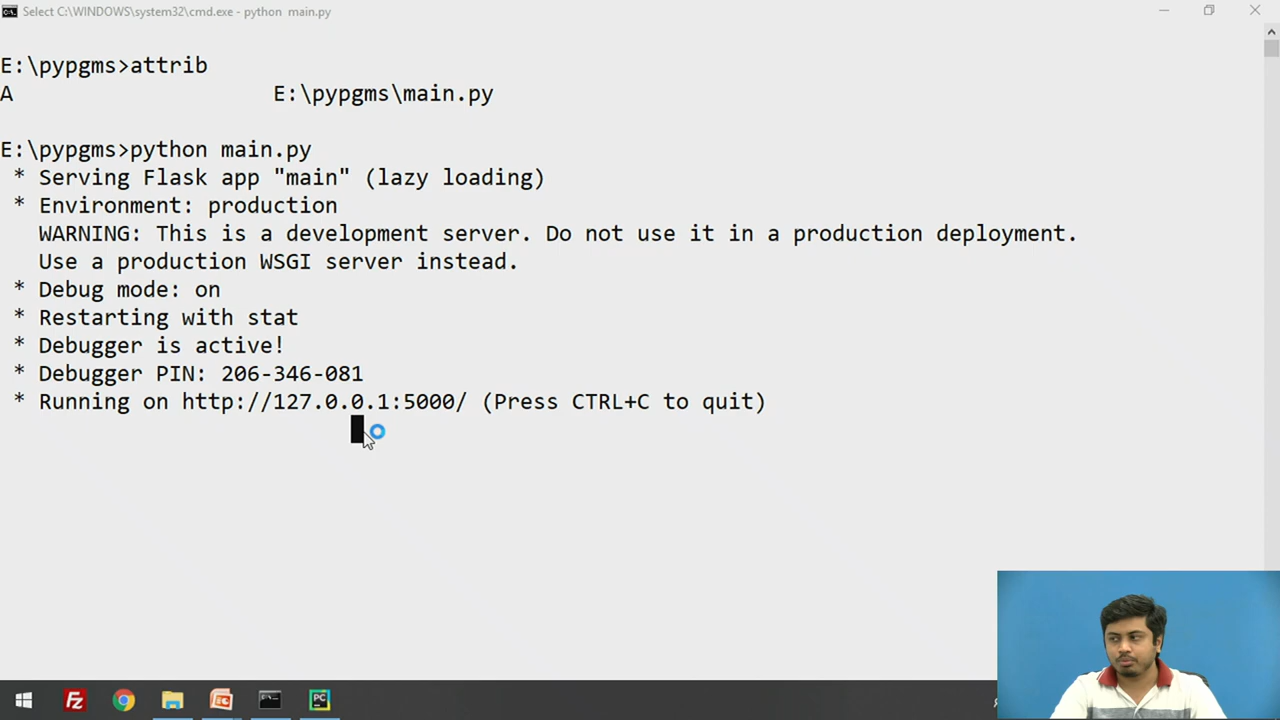 Select C:\WINDOWS\system32\cmd.exe - python main.py
E:\pypgms>attrib
A                    E:\pypgms\main.py
E:\pypgms>python main.py
* Serving Flask app "main" (lazy loading)
* Environment: production
WARNING: This is a development server. Do not use it in a production deployment.
Use a production WSGI server instead.
* Debug mode: on
* Restarting with stat
* Debugger is active!
* Debugger PIN: 206-346-081
* Running on http://127.0.0.1:5000/ (Press CTRL+C to quit)
Fz
PC